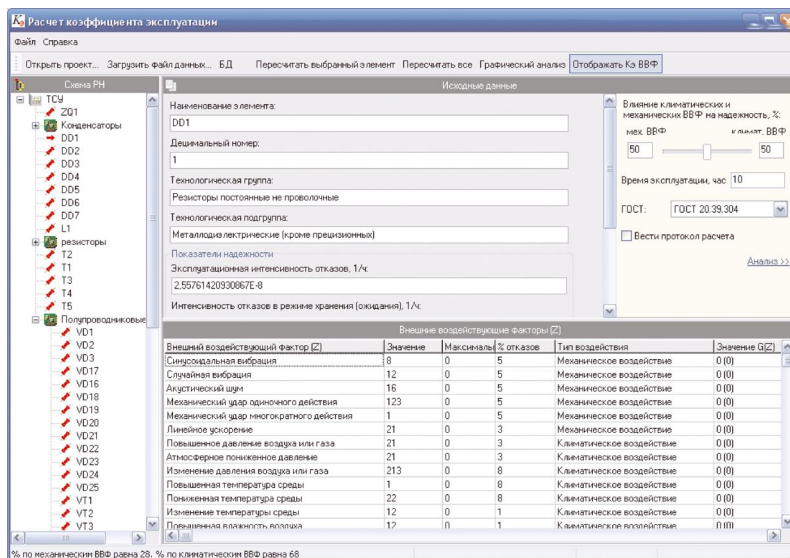 Расчет коэффициента эксплуатации
Файл Справка
Открыть проект... Загрузить файл данных... БД Пересчитать выбранный элемент Пересчитать все Графический анализ Отображать Кэ ВВФ
Схема РН
ТСУ
ZQ1
Конденсаторы
DD1
DD2
DD3
DD4
DD5
DD6
DD7
L1
резисторы
T2
T1
T3
T4
T5
Полупроводниковые
VD1
VD2
VD3
VD17
VD16
VD18
VD19
VD20
VD21
VD22
VD23
VD24
VD25
VT1
VT2
VT3
Исходные данные
Наименование элемента:
DD1
Децимальный номер:
1
Технологическая группа:
Резисторы постоянные не проволочные
Технологическая подгруппа:
Металлодиэлектрические (кроме прецизионных)
Показатели надежности
Эксплуатационная интенсивность отказов, 1/ч:
2,55761420930867E-8
Интенсивность отказов в режиме хранения (ожидания), 1/ч:
Влияние климатических и
механических ВВФ на надежность, %:
мех. ВВФ климат. ВВФ
50 50
Время эксплуатации, час 10
ГОСТ: ГОСТ 20.39.304
Вести протокол расчета
Анализ >>
Внешние воздействующие факторы (Z)
Внешний воздействующий фактор (Z) Значение Максималы % отказов Тип воздействия Значение G(Z)
Синусоидальная вибрация 8 0 5 Механическое воздействие 0 (0)
Случайная вибрация 12 0 5 Механическое воздействие 0 (0)
Акустический шум 16 0 5 Механическое воздействие 0 (0)
Механический удар одиночного действия 123 0 5 Механическое воздействие 0 (0)
Механический удар многократного действия 1 0 5 Механическое воздействие 0 (0)
Линейное ускорение 21 0 3 Механическое воздействие 0 (0)
Повышенное давление воздуха или газа 21 0 3 Климатическое воздействие 0 (0)
Атмосферное пониженное давление 21 0 3 Климатическое воздействие 0 (0)
Изменение давления воздуха или газа 213 0 8 Климатическое воздействие 0 (0)
Повышенная температура среды 1 0 8 Климатическое воздействие 0 (0)
Пониженная температура среды 22 0 8 Климатическое воздействие 0 (0)
Изменение температуры среды 12 0 1 Климатическое воздействие 0 (0)
Повышенная влажность воздуха 12 0 1 Климатическое воздействие 0 (0)
% по механическим ВВФ равна 28. % по климатическим ВВФ равна 68